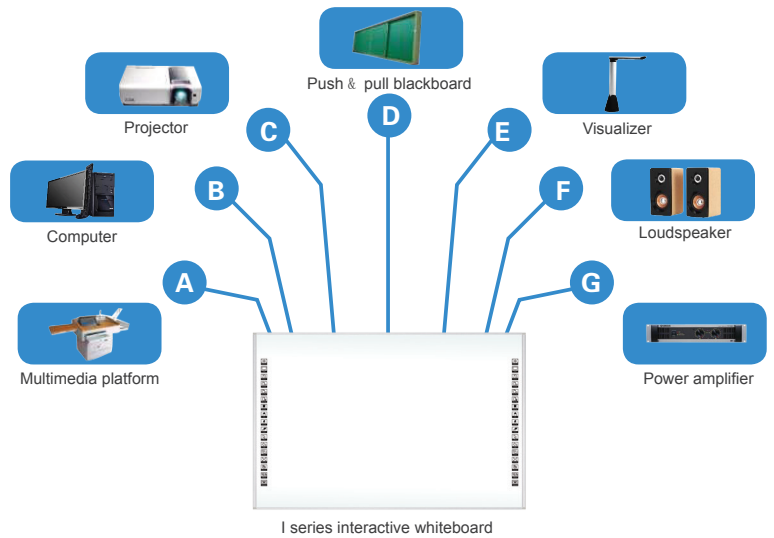 Push & pull blackboard
Projector
C
D
E
Visualizer
Computer
B
F
Loudspeaker
A
G
Multimedia platform
Power amplifier
I series interactive whiteboard